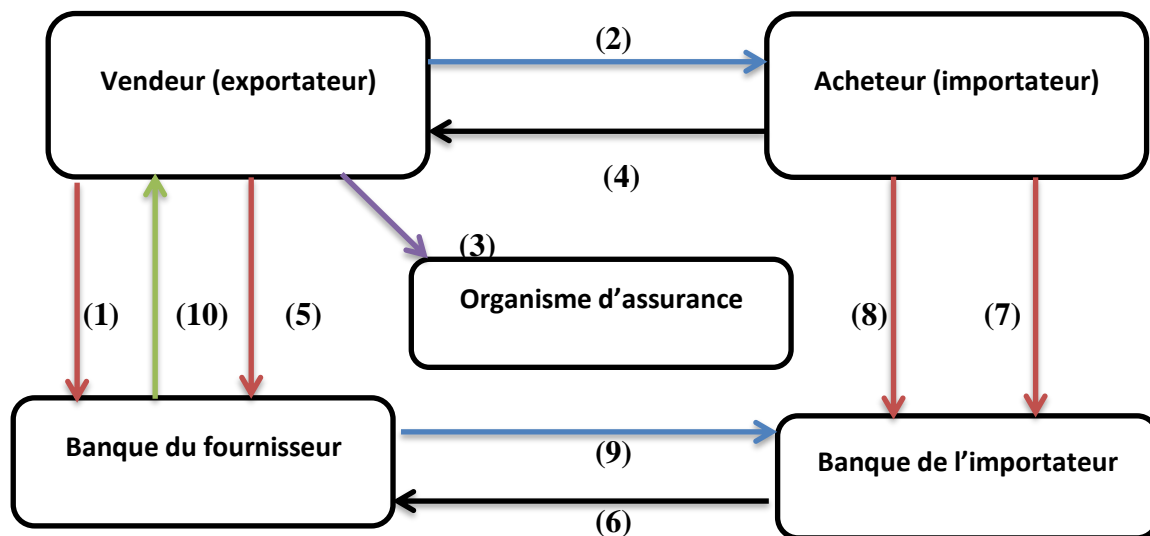 (2)
Vendeur (exportateur)
Acheteur (importateur)
(4)
(3)
Organisme d’assurance
(1)
(10)
(5)
(8)
(7)
Banque du fournisseur
(9)
Banque de l’importateur
(6)